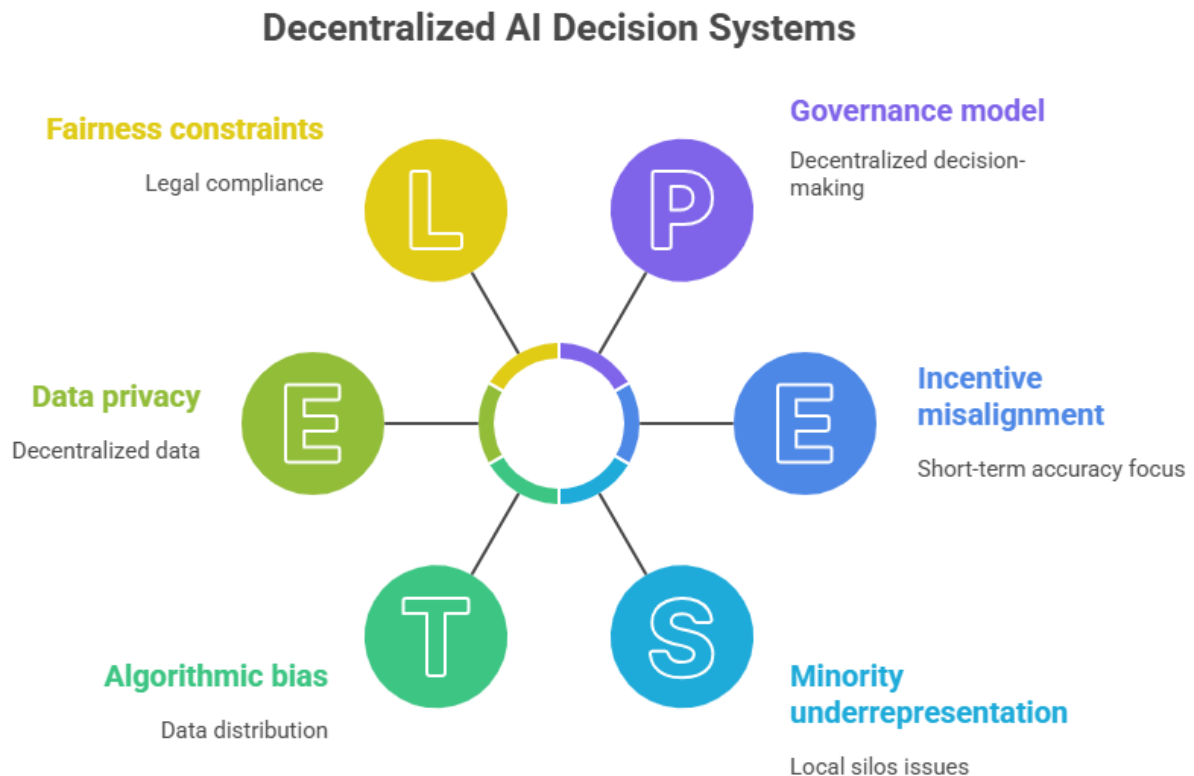 Decentralized AI Decision Systems
Fairness constraints
Legal compliance
L
P
Governance model
Decentralized decision-
making
Data privacy
Decentralized data
E
E
Incentive
misalignment
Short-term accuracy focus
Algorithmic bias
Data distribution
T
S
Minority
underrepresentation
Local silos issues